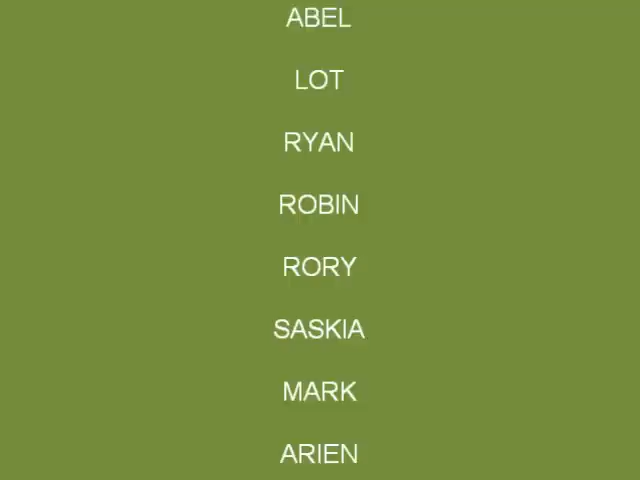 ABEL
LOT
RYAN
ROBIN
RORY
SASKIA
MARK
ARIEN